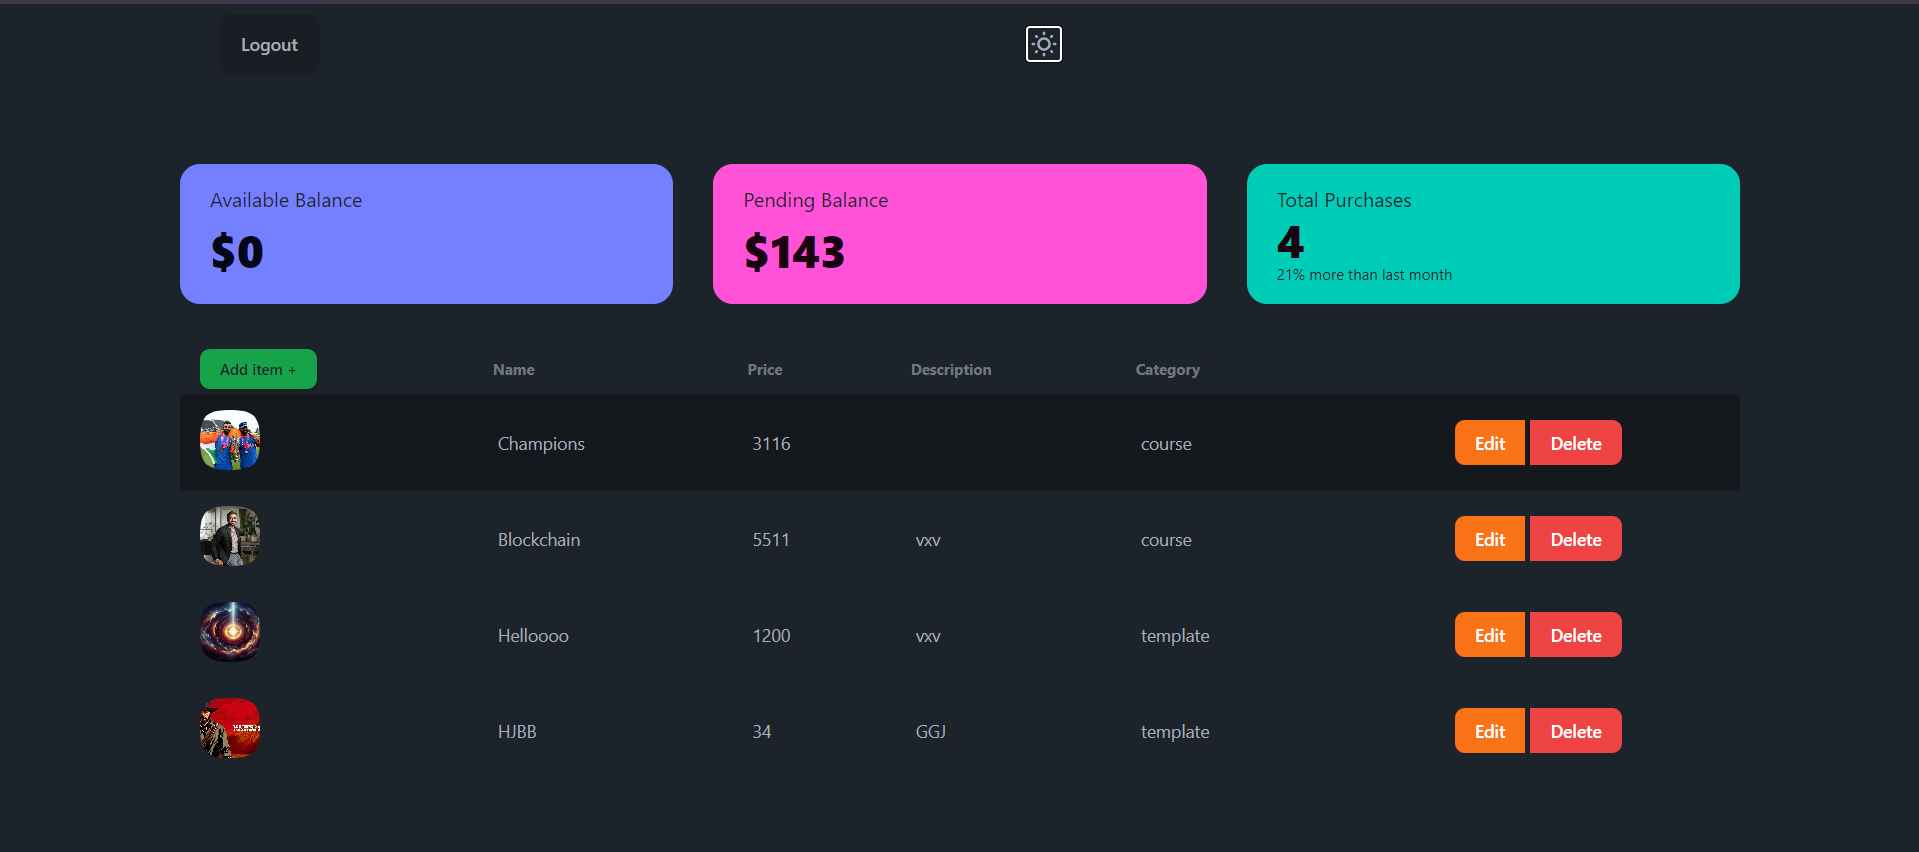 Logout
Available Balance
$0
Pending Balance
$143
Total Purchases
4
21% more than last month
Add item + Name Price Description Category
Champions 3116 course Edit Delete
Blockchain 5511 vxv course Edit Delete
Helloooo 1200 vxv template Edit Delete
HJBB 34 GGJ template Edit Delete